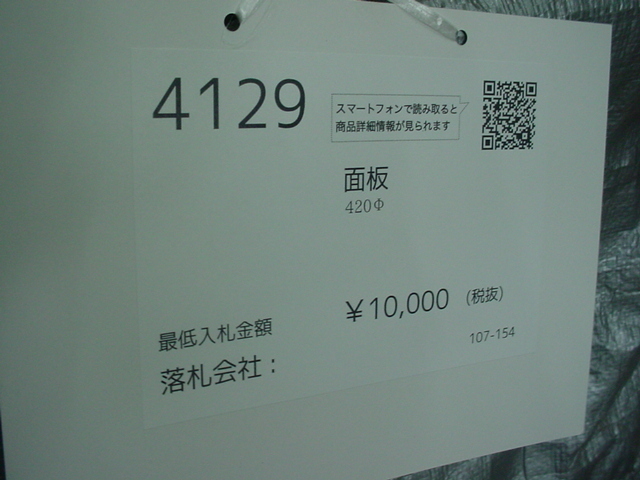 4129
スマートフォンで読み取ると
商品詳細情報が見られます
面板
420Φ
最低入札金額 ￥10,000 (税抜)
107-154
落札会社：